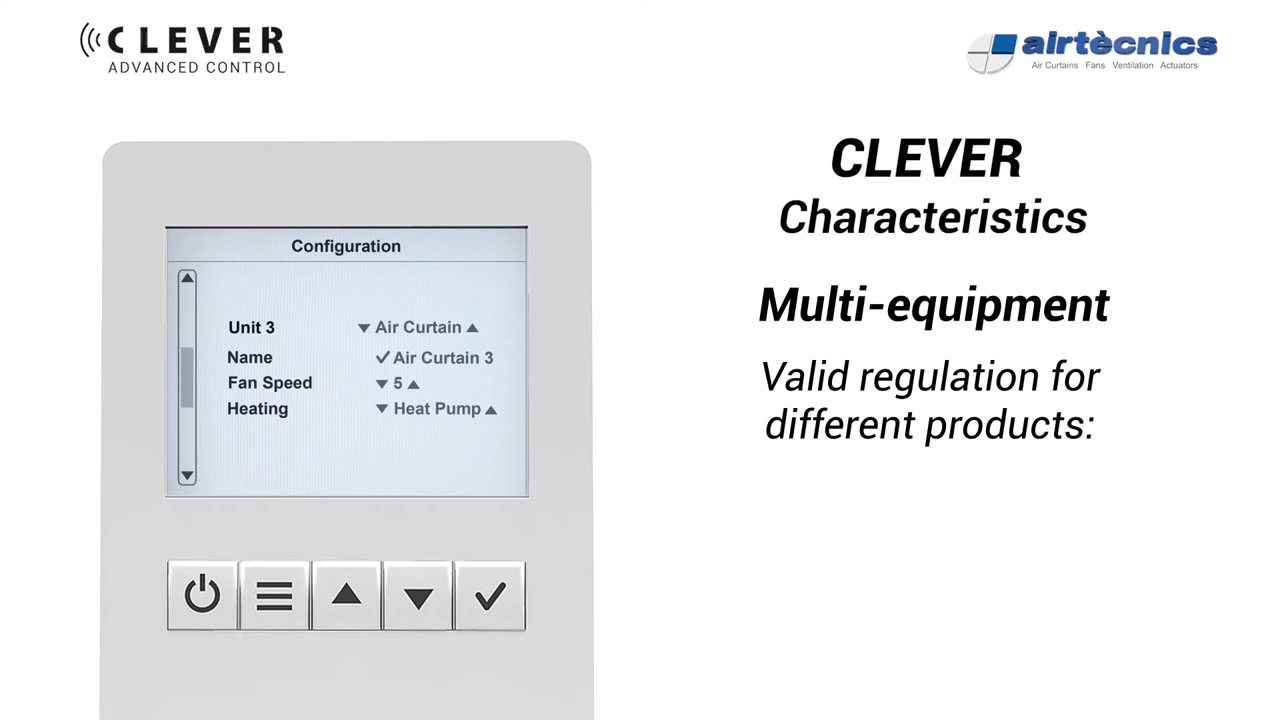 CLEVER
ADVANCED CONTROL
airtècnics
Air Curtains Fans Ventilation Actuators
Configuration
Unit 3 Air Curtain
Name Air Curtain 3
Fan Speed 5
Heating Heat Pump
CLEVER
Characteristics
Multi-equipment
Valid regulation for
different products: